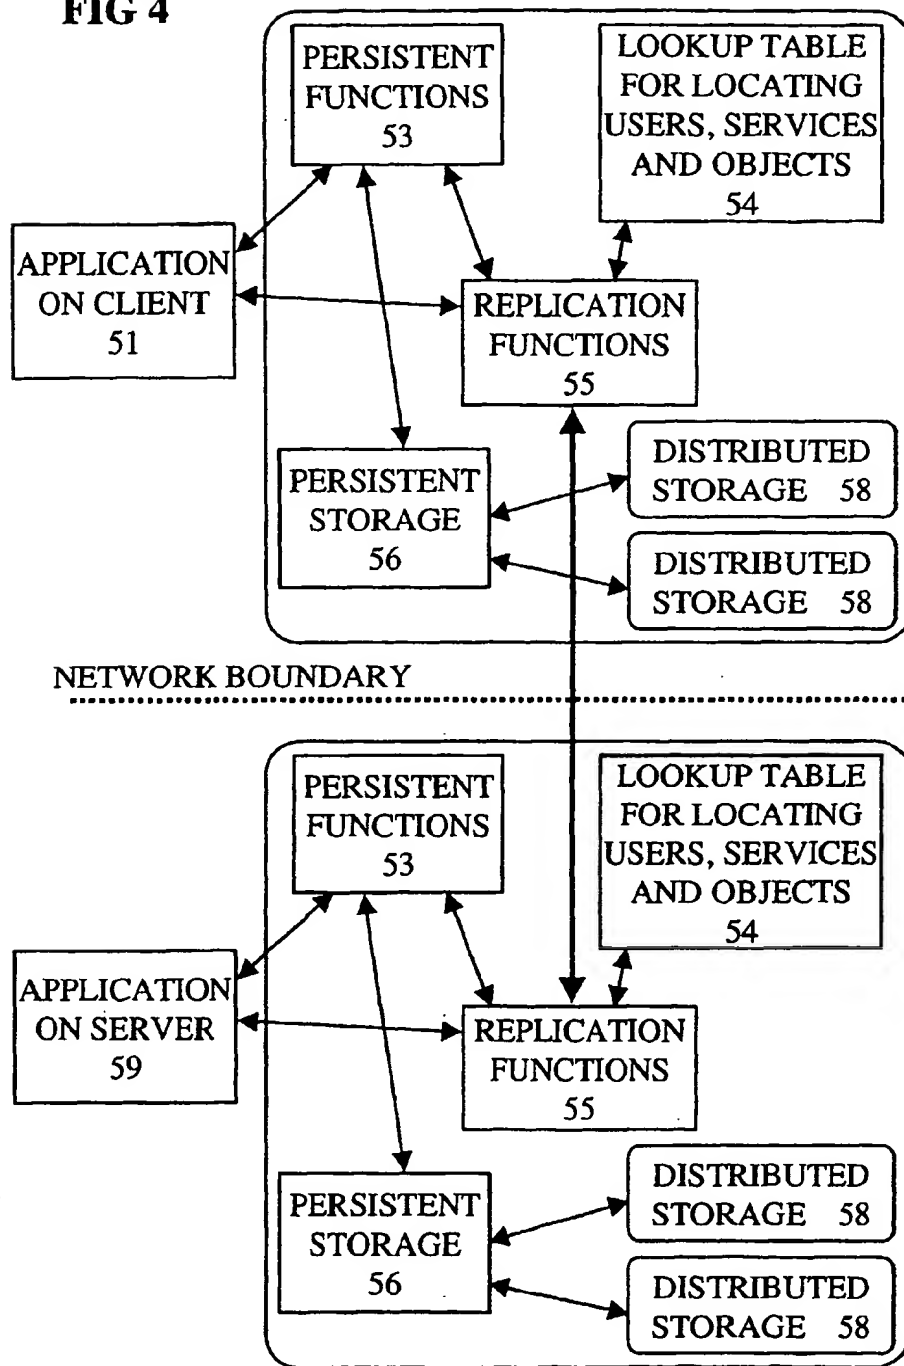 FIG 4
PERSISTENT
FUNCTIONS
53
LOOKUP TABLE
FOR LOCATING
USERS, SERVICES
AND OBJECTS
54
APPLICATION
ON CLIENT
51
REPLICATION
FUNCTIONS
55
PERSISTENT
STORAGE
56
DISTRIBUTED
STORAGE 58
DISTRIBUTED
STORAGE 58
NETWORK BOUNDARY
PERSISTENT
FUNCTIONS
53
LOOKUP TABLE
FOR LOCATING
USERS, SERVICES
AND OBJECTS
54
APPLICATION
ON SERVER
59
REPLICATION
FUNCTIONS
55
PERSISTENT
STORAGE
56
DISTRIBUTED
STORAGE 58
DISTRIBUTED
STORAGE 58